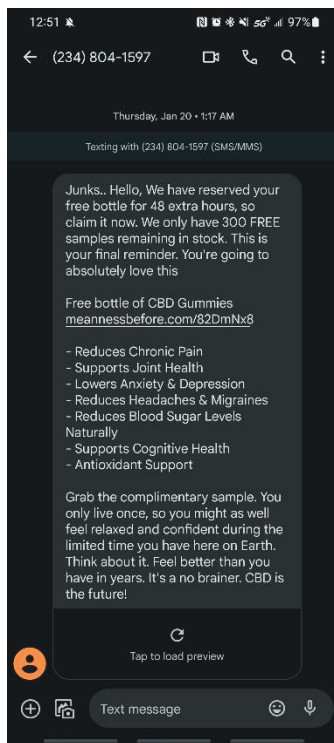 12:51
5G 97%
(234) 804-1597
Thursday, Jan 20 • 1:17 AM
Texting with (234) 804-1597 (SMS/MMS)
Junks.. Hello, We have reserved your
free bottle for 48 extra hours, so
claim it now. We only have 300 FREE
samples remaining in stock. This is
your final reminder. You're going to
absolutely love this
Free bottle of CBD Gummies
meannessbefore.com/82DmNx8
- Reduces Chronic Pain
- Supports Joint Health
- Lowers Anxiety & Depression
- Reduces Headaches & Migraines
- Reduces Blood Sugar Levels
Naturally
- Supports Cognitive Health
- Antioxidant Support
Grab the complimentary sample. You
only live once, so you might as well
feel relaxed and confident during the
limited time you have here on Earth.
Think about it. Feel better than you
have in years. It's a no brainer. CBD is
the future!
Tap to load preview
Text message